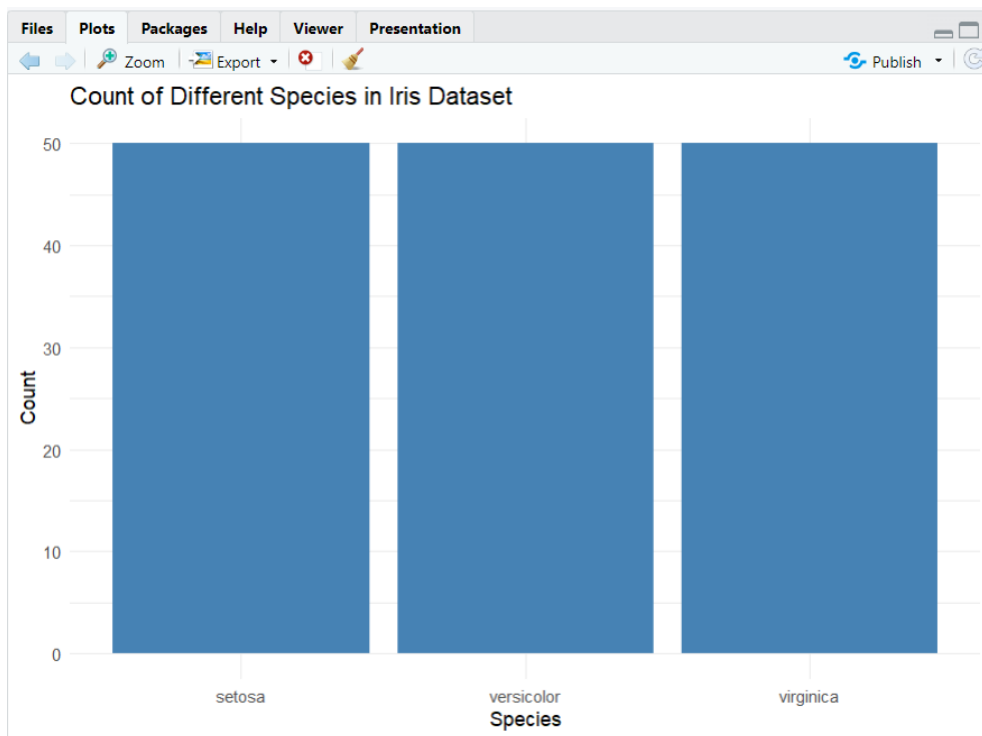 Files Plots Packages Help Viewer Presentation
Zoom Export Publish
Count of Different Species in Iris Dataset
50
40
30
20
10
0
Count
setosa versicolor virginica
Species